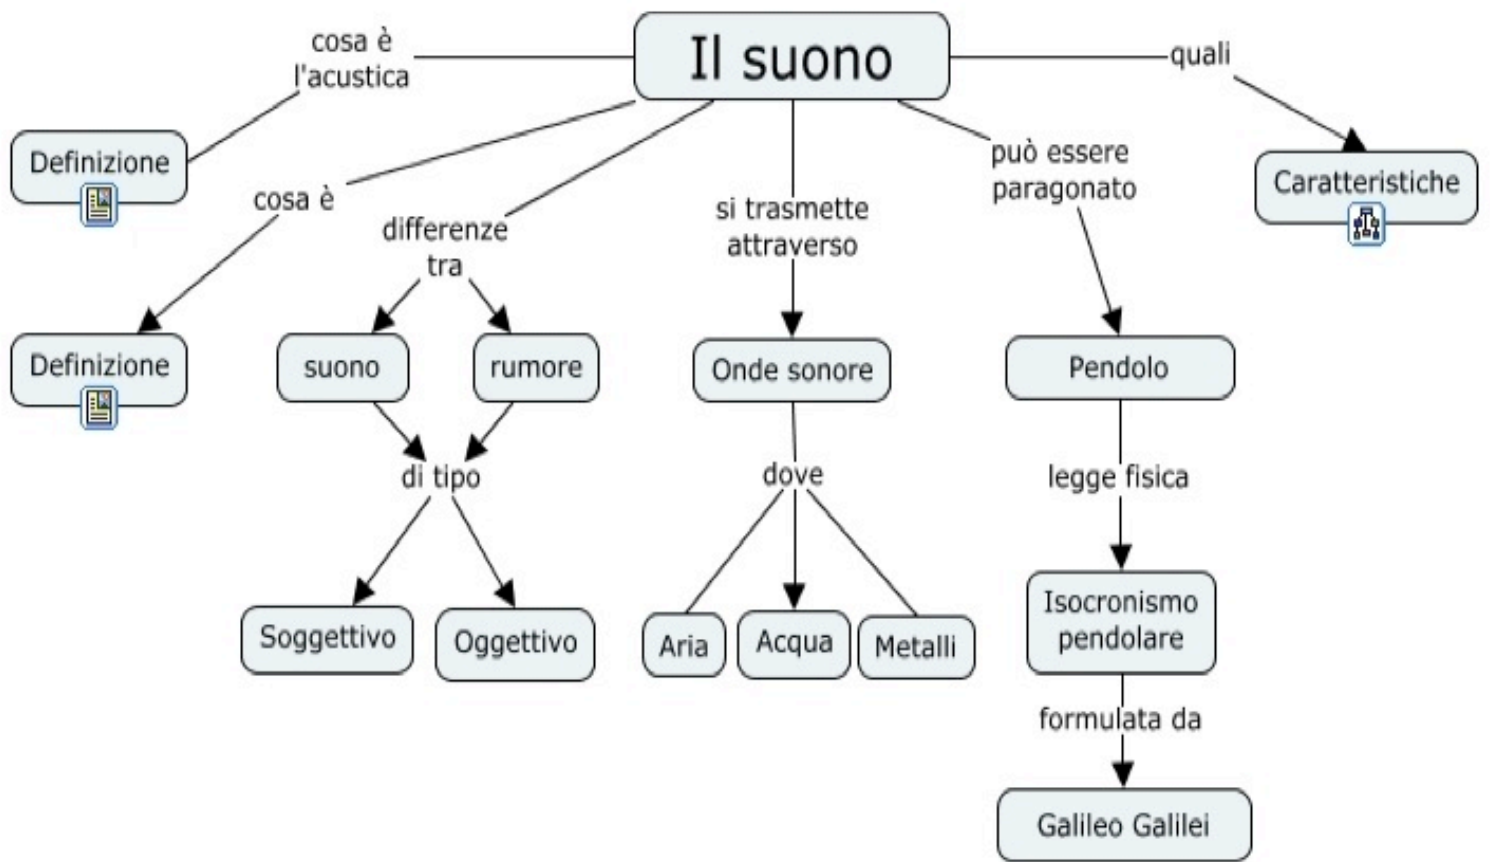 Il suono
cosa è
l'acustica
quali
Definizione
può essere
paragonato
Caratteristiche
cosa è
differenze
tra
si trasmette
attraverso
Definizione
suono
rumore
Onde sonore
Pendolo
di tipo
dove
legge fisica
Soggettivo
Oggettivo
Aria
Acqua
Metalli
Isocronismo
pendolare
formulata da
Galileo Galilei